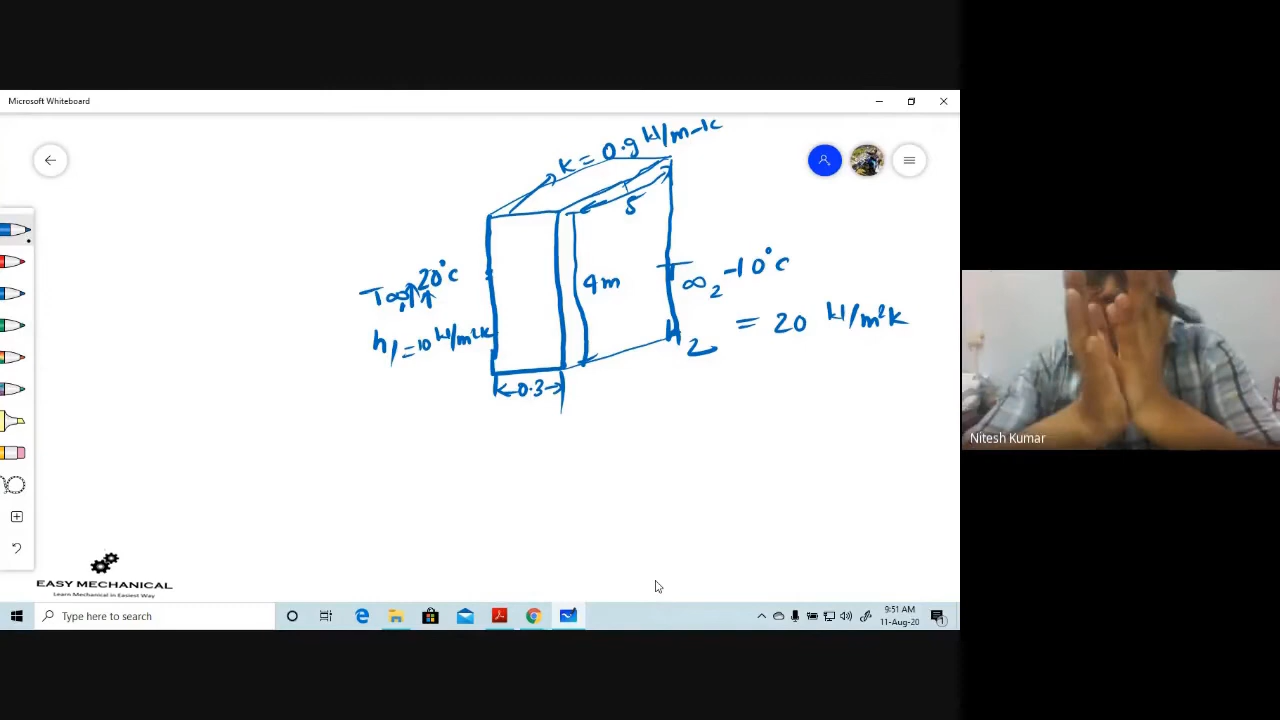 Microsoft Whiteboard
k = 0.9 W/m-k
5
T∞1 20°C
4m
T∞2 -10°C
h1 = 10 W/m²k
H2 = 20 W/m²k
0.3
Nitesh Kumar
EASY MECHANICAL
Learn Mechanical in Easiest Way
Type here to search
9:51 AM
11-Aug-20
1